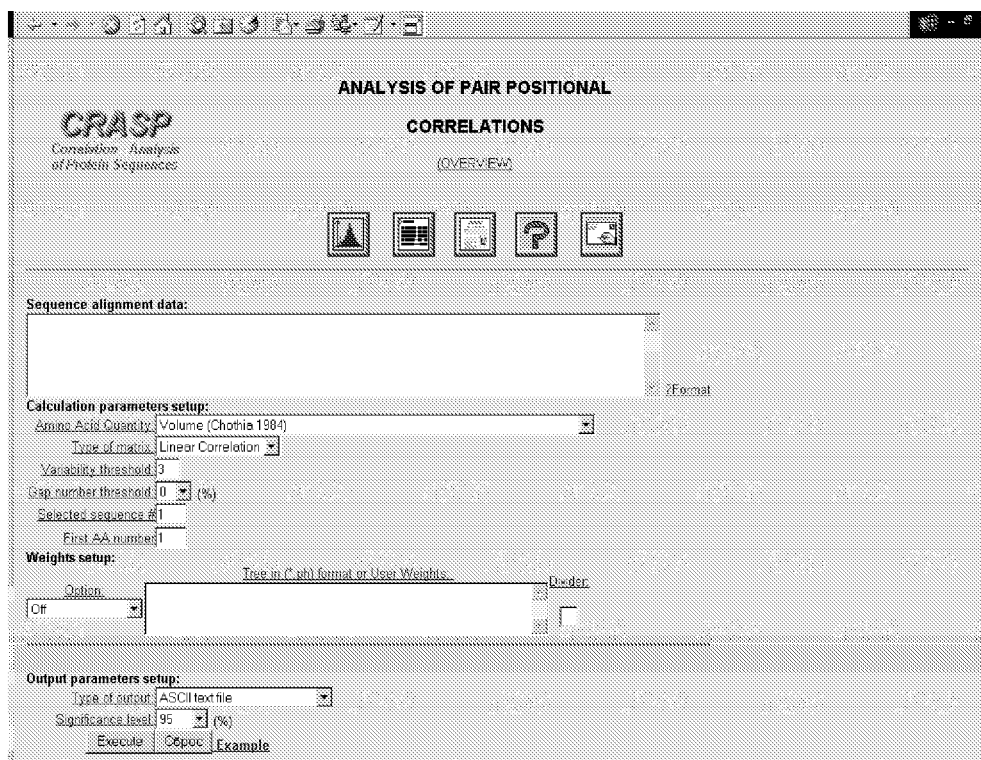 ANALYSIS OF PAIR POSITIONAL
CORRELATIONS
CRASP
Correlation Analysis
of Protein Sequences
(OVERVIEW)
Sequence alignment data:
?Format
Calculation parameters setup:
Amino Acid Quantity: Volume (Chothia 1984)
Type of matrix: Linear Correlation
Variability threshold: 3
Gap number threshold: 0 (%)
Selected sequence # 1
First AA number 1
Weights setup:
Tree in (*.ph) format or User Weights.
Option: Divider:
Off
Output parameters setup:
Type of output: ASCII text file
Significance level: 95 (%)
Execute Сброс Example